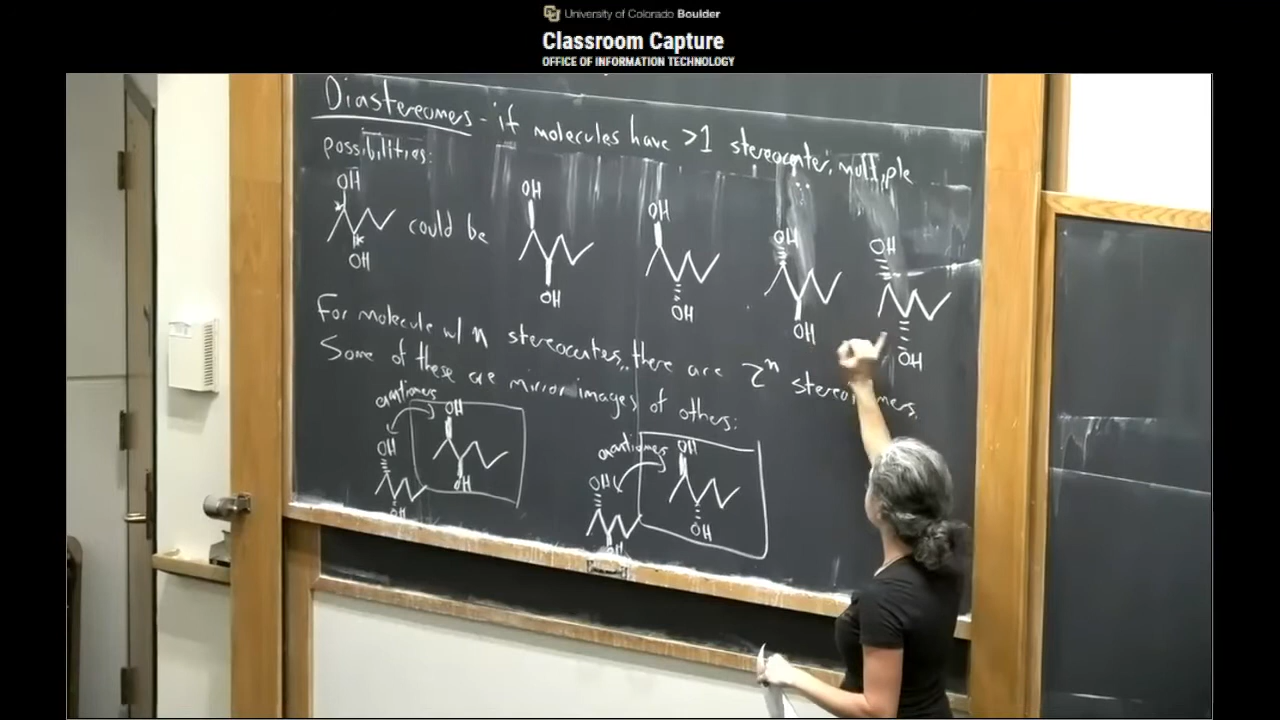 University of Colorado Boulder
Classroom Capture
OFFICE OF INFORMATION TECHNOLOGY
Diastereomers - if molecules have >1 stereocenter, multiple
possibilities:
OH
OH
could be
OH
OH
OH
OH
OH
OH
OH
OH
For molecule w/ n stereocenters, there are 2ⁿ stereoisomers.
Some of these are mirror images of others:
enantiomers
OH
OH
OH
OH
enantiomers
OH
OH
OH
OH